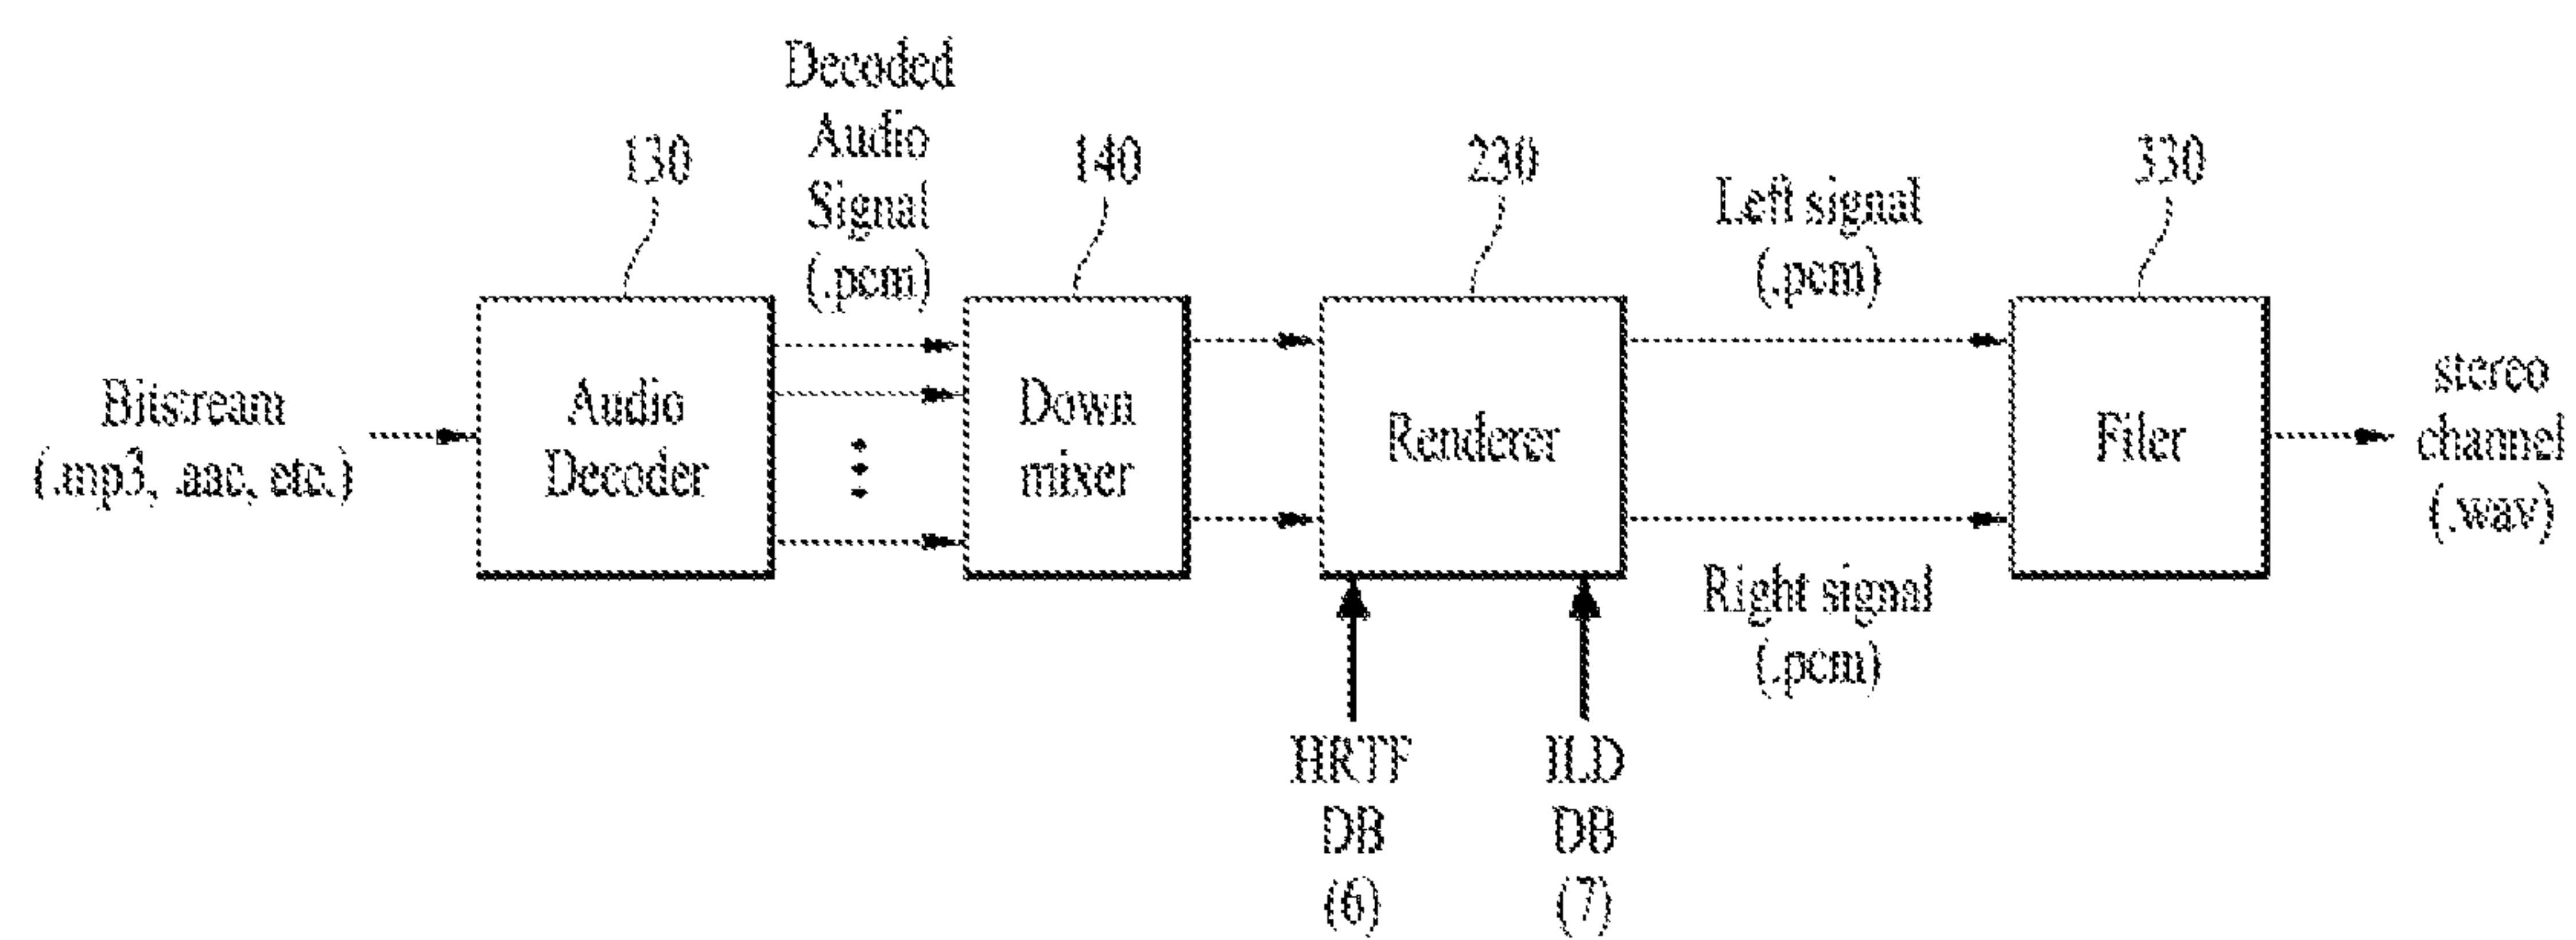 Decoded
Audio
Signal
(.pcm)
130
140
230
330
Left signal
(.pcm)
Bitstream
(.mp3, .aac, etc.)
Audio
Decoder
Down
mixer
Renderer
Filer
stereo
channel
(.wav)
Right signal
(.pcm)
HRTF
DB
(6)
ILD
DB
(7)